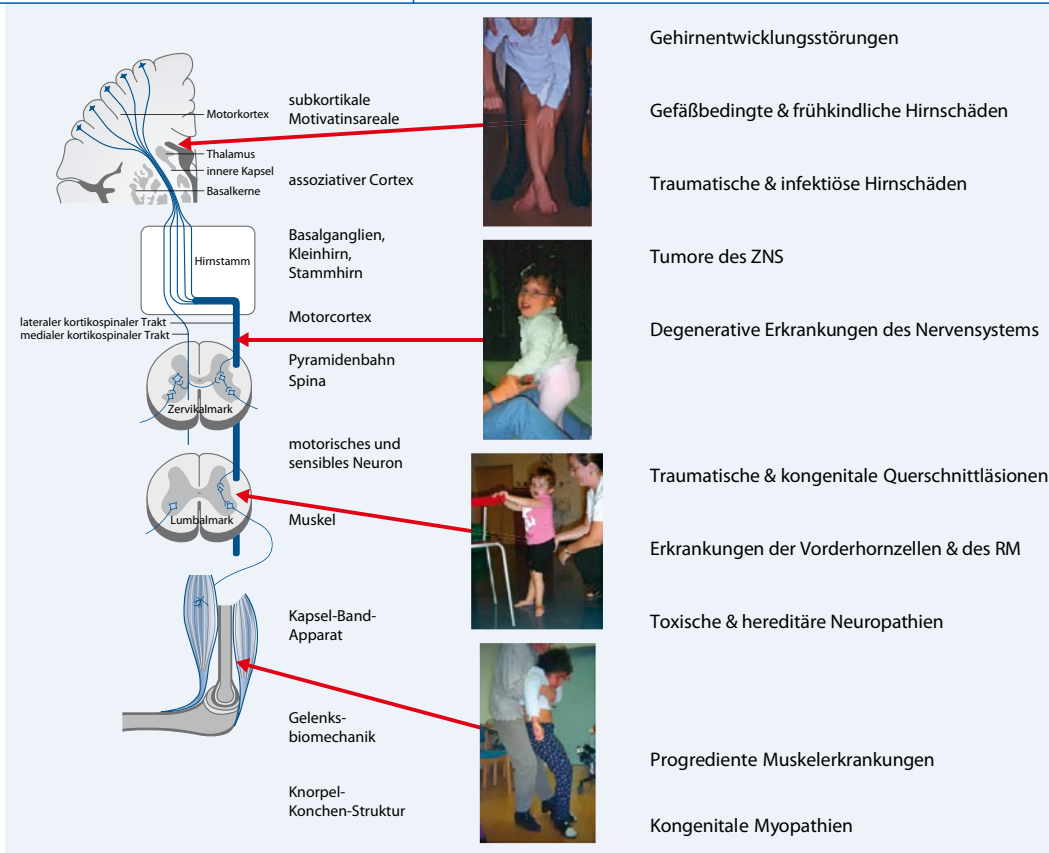 Motorkortex
Thalamus
innere Kapsel
Basalkerne
Hirnstamm
lateraler kortikospinaler Trakt
medialer kortikospinaler Trakt
Zervikalmark
Lumbalmark
subkortikale
Motivatinsareale
assoziativer Cortex
Basalganglien,
Kleinhirn,
Stammhirn
Motorcortex
Pyramidenbahn
Spina
motorisches und
sensibles Neuron
Muskel
Kapsel-Band-
Apparat
Gelenks-
biomechanik
Knorpel-
Konchen-Struktur
Gehirnentwicklungsstörungen
Gefäßbedingte & frühkindliche Hirnschäden
Traumatische & infektiöse Hirnschäden
Tumore des ZNS
Degenerative Erkrankungen des Nervensystems
Traumatische & kongenitale Querschnittläsionen
Erkrankungen der Vorderhornzellen & des RM
Toxische & hereditäre Neuropathien
Progrediente Muskelerkrankungen
Kongenitale Myopathien